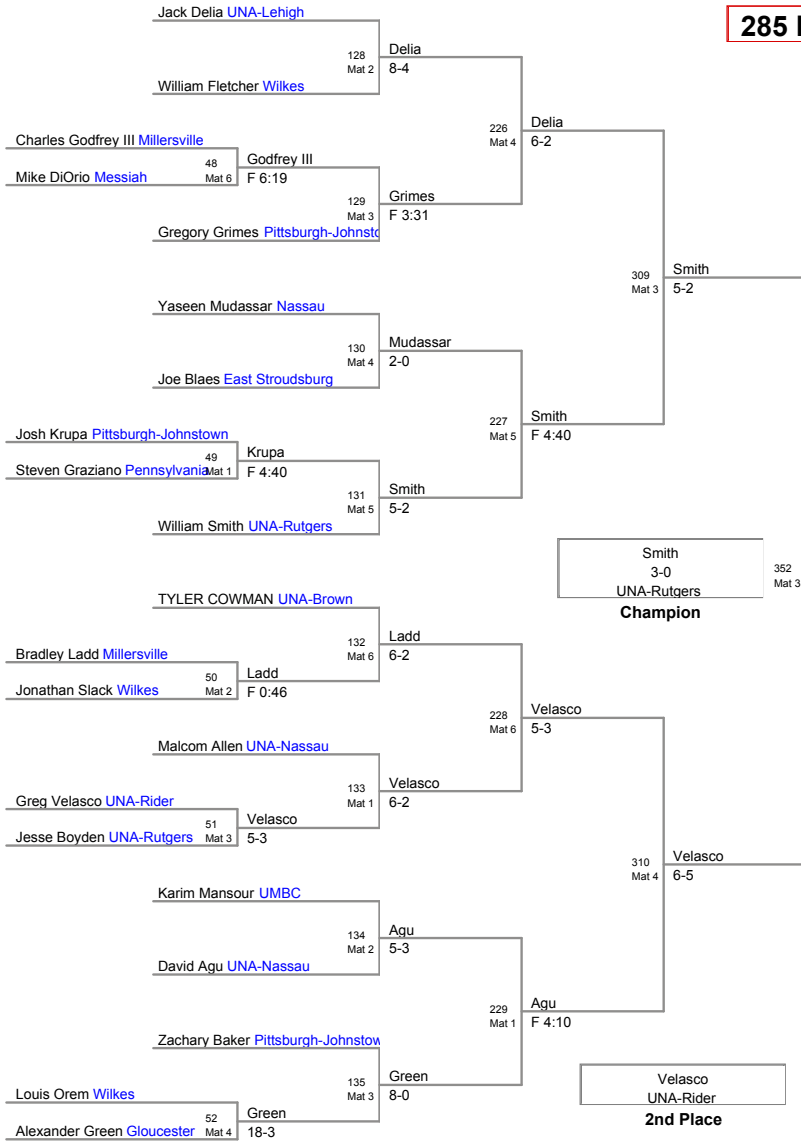 Jack Delia UNA-Lehigh
285
128 Delia
Mat 2 8-4
William Fletcher Wilkes
226 Delia
Mat 4 6-2
Charles Godfrey III Millersville
48 Godfrey III
Mike DiOrio Messiah Mat 6 F 6:19
129 Grimes
Mat 3 F 3:31
Gregory Grimes Pittsburgh-Johnsto
309 Smith
Mat 3 5-2
Yaseen Mudassar Nassau
130 Mudassar
Mat 4 2-0
Joe Blaes East Stroudsburg
227 Smith
Mat 5 F 4:40
Josh Krupa Pittsburgh-Johnstown
49 Krupa
Steven Graziano Pennsylvania Mat 1 F 4:40
131 Smith
Mat 5 5-2
William Smith UNA-Rutgers
Smith
3-0
UNA-Rutgers
352
Mat 3
Champion
TYLER COWMAN UNA-Brown
132 Ladd
Mat 6 6-2
Bradley Ladd Millersville
50 Ladd
Jonathan Slack Wilkes Mat 2 F 0:46
228 Velasco
Mat 6 5-3
Malcom Allen UNA-Nassau
133 Velasco
Mat 1 6-2
Greg Velasco UNA-Rider
51 Velasco
Jesse Boyden UNA-Rutgers Mat 3 5-3
310 Velasco
Mat 4 6-5
Karim Mansour UMBC
134 Agu
Mat 2 5-3
David Agu UNA-Nassau
229 Agu
Mat 1 F 4:10
Zachary Baker Pittsburgh-Johnstow
135 Green
Mat 3 8-0
Louis Orem Wilkes
52 Green
Alexander Green Gloucester Mat 4 18-3
Velasco
UNA-Rider
2nd Place